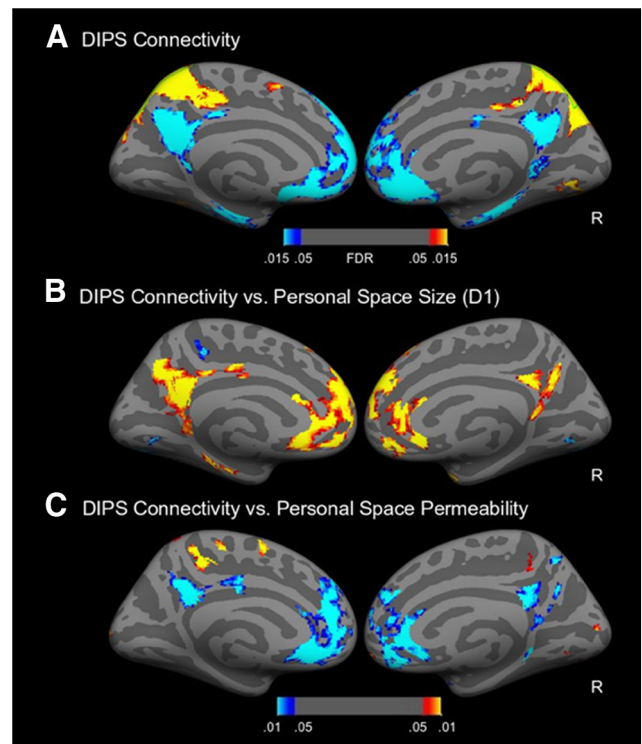 A DIPS Connectivity
R
.015 .05 FDR .05 .015
B DIPS Connectivity vs. Personal Space Size (D1)
R
C DIPS Connectivity vs. Personal Space Permeability
R
.01 .05 .05 .01